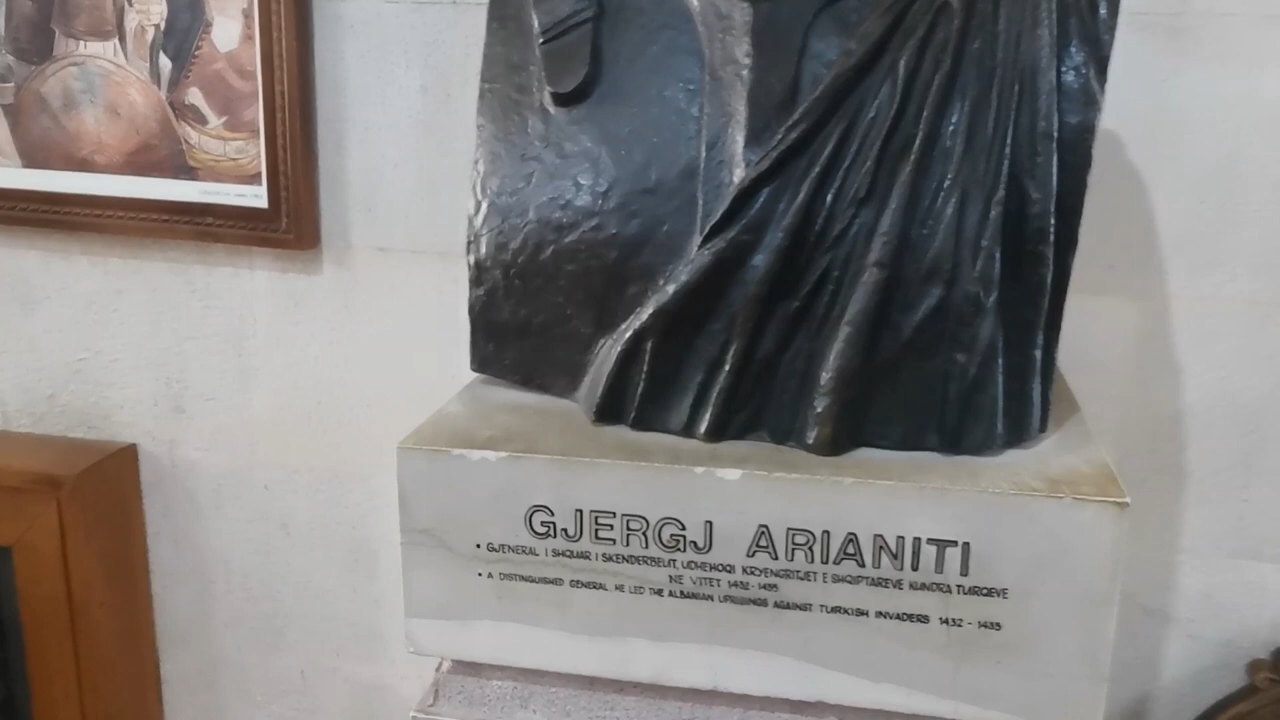 GJERGJ ARIANITI
• GJENERAL I SHQUAR I SKENDERBEUT, UDHEHOQI KRYENGRITJET E SHQIPTAREVE KUNDRA TURQEVE
NE VITET 1432-1435
• A DISTINGUISHED GENERAL, HE LED THE ALBANIAN UPRISINGS AGAINST TURKISH INVADERS 1432 - 1435